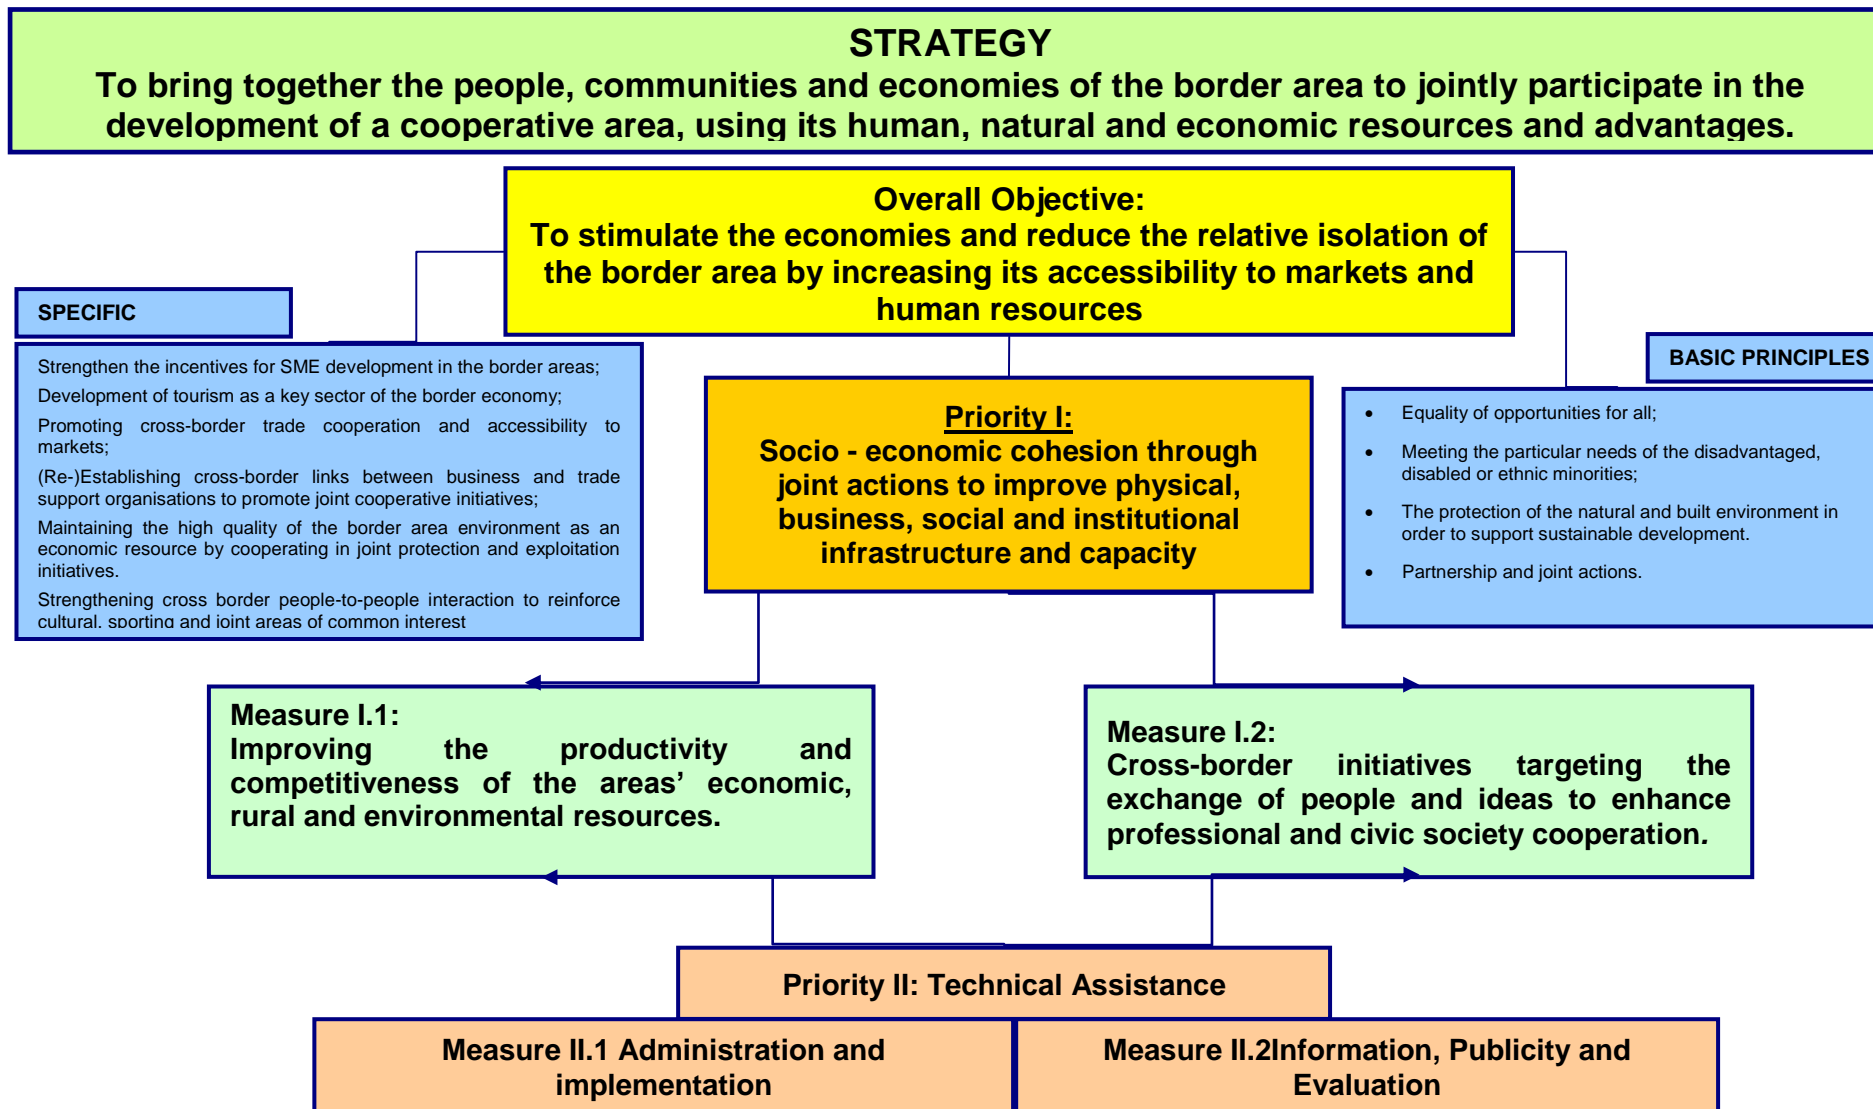 STRATEGY
To bring together the people, communities and economies of the border area to jointly participate in the
development of a cooperative area, using its human, natural and economic resources and advantages.
Overall Objective:
To stimulate the economies and reduce the relative isolation of
the border area by increasing its accessibility to markets and
human resources
SPECIFIC
Strengthen the incentives for SME development in the border areas;
Development of tourism as a key sector of the border economy;
Promoting cross-border trade cooperation and accessibility to
markets;
(Re-)Establishing cross-border links between business and trade
support organisations to promote joint cooperative initiatives;
Maintaining the high quality of the border area environment as an
economic resource by cooperating in joint protection and exploitation
initiatives.
Strengthening cross border people-to-people interaction to reinforce
cultural, sporting and joint areas of common interest
Priority I:
Socio - economic cohesion through
joint actions to improve physical,
business, social and institutional
infrastructure and capacity
BASIC PRINCIPLES
• Equality of opportunities for all;
• Meeting the particular needs of the disadvantaged,
disabled or ethnic minorities;
• The protection of the natural and built environment in
order to support sustainable development.
• Partnership and joint actions.
Measure I.1:
Improving the productivity and
competitiveness of the areas’ economic,
rural and environmental resources.
Measure I.2:
Cross-border initiatives targeting the
exchange of people and ideas to enhance
professional and civic society cooperation.
Priority II: Technical Assistance
Measure II.1 Administration and
implementation
Measure II.2Information, Publicity and
Evaluation